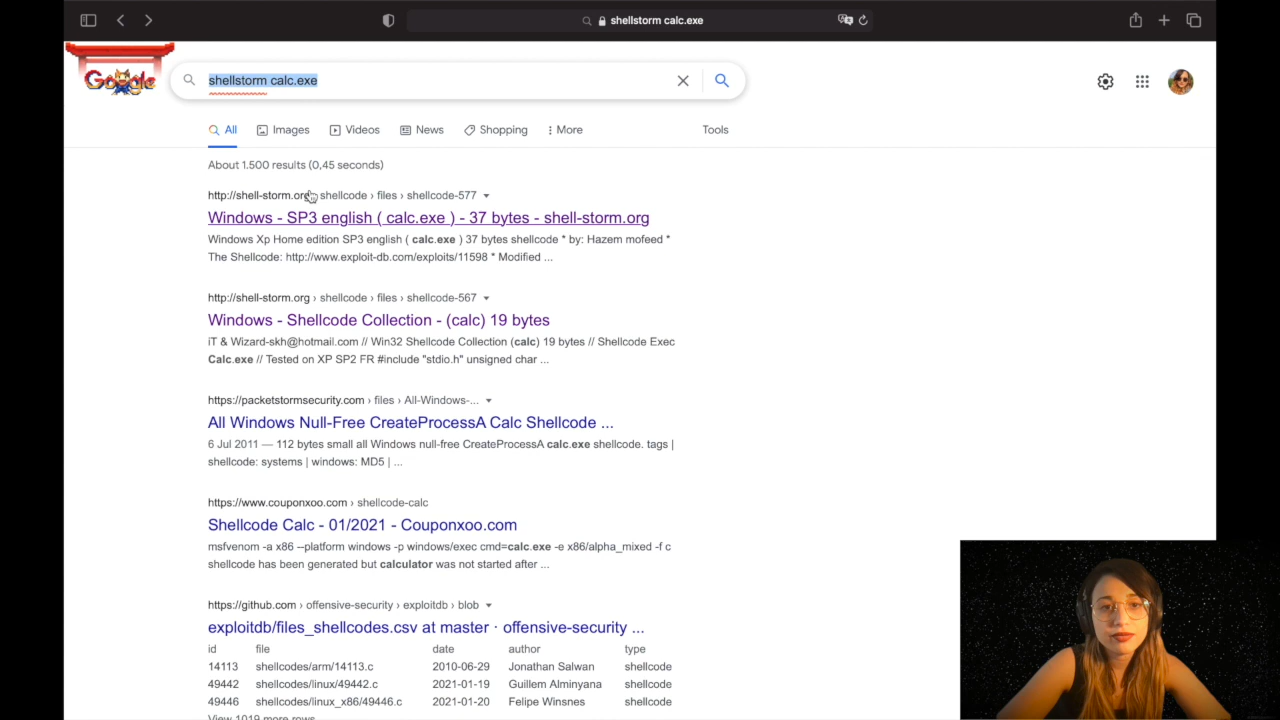 shellstorm calc.exe
Google
shellstorm calc.exe
All
Images
Videos
News
Shopping
More
Tools
About 1.500 results (0,45 seconds)
http://shell-storm.org › shellcode › files › shellcode-577
Windows - SP3 english ( calc.exe ) - 37 bytes - shell-storm.org
Windows Xp Home edition SP3 english ( calc.exe ) 37 bytes shellcode * by: Hazem mofeed *
The Shellcode: http://www.exploit-db.com/exploits/11598 * Modified ...
http://shell-storm.org › shellcode › files › shellcode-567
Windows - Shellcode Collection - (calc) 19 bytes
iT & Wizard-skh@hotmail.com // Win32 Shellcode Collection (calc) 19 bytes // Shellcode Exec
Calc.exe // Tested on XP SP2 FR #include "stdio.h" unsigned char ...
https://packetstormsecurity.com › files › All-Windows-...
All Windows Null-Free CreateProcessA Calc Shellcode ...
6 Jul 2011 — 112 bytes small all Windows null-free CreateProcessA calc.exe shellcode. tags |
shellcode: systems | windows: MD5 | ...
https://www.couponxoo.com › shellcode-calc
Shellcode Calc - 01/2021 - Couponxoo.com
msfvenom -a x86 --platform windows -p windows/exec cmd=calc.exe -e x86/alpha_mixed -f c
shellcode has been generated but calculator was not started after ...
https://github.com › offensive-security › exploitdb › blob
exploitdb/files_shellcodes.csv at master · offensive-security ...
id file date author type
14113 shellcodes/arm/14113.c 2010-06-29 Jonathan Salwan shellcode
49442 shellcodes/linux/49442.c 2021-01-19 Guillem Alminyana shellcode
49446 shellcodes/linux_x86/49446.c 2021-01-20 Felipe Winsnes shellcode
View 1019 more rows